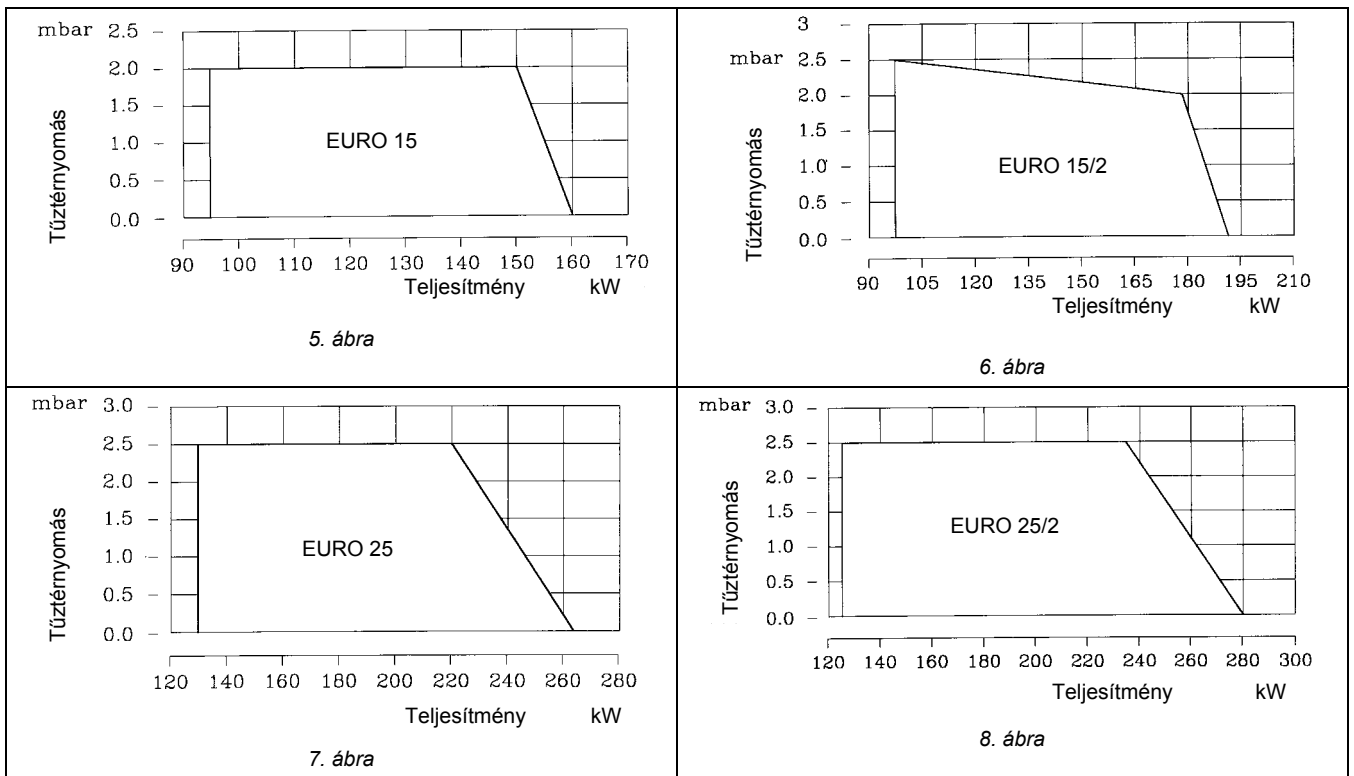 mbar 2.5
2.0
1.5
1.0
0.5
0.0
Tűztérnyomás
EURO 15
90 100 110 120 130 140 150 160 170
Teljesítmény kW
5. ábra
3
mbar 2.5
2.0
1.5
1.0
0.5
0.0
Tűztérnyomás
EURO 15/2
90 105 120 135 150 165 180 195 210
Teljesítmény kW
6. ábra
mbar 3.0
2.5
2.0
1.5
1.0
0.5
0.0
Tűztérnyomás
EURO 25
120 140 160 180 200 220 240 260 280
Teljesítmény kW
7. ábra
mbar 3.0
2.5
2.0
1.5
1.0
0.5
0.0
Tűztérnyomás
EURO 25/2
120 140 160 180 200 220 240 260 280 300
Teljesítmény kW
8. ábra